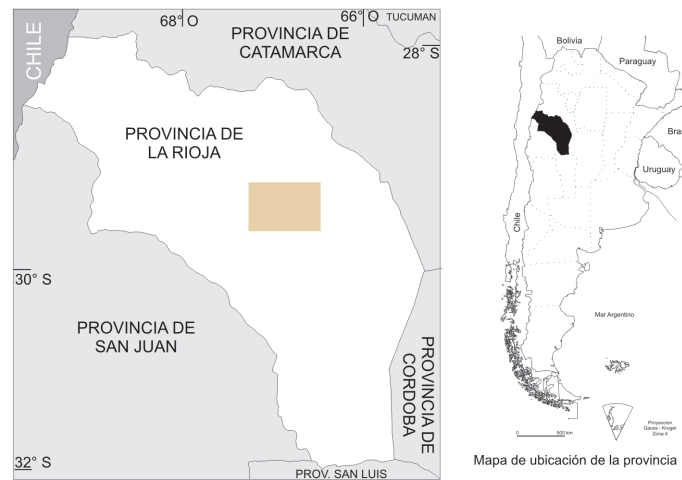 CHILE
68° O
66° O
TUCUMAN
PROVINCIA DE
CATAMARCA
28° S
PROVINCIA DE
LA RIOJA
30° S
PROVINCIA DE
SAN JUAN
PROVINCIA DE
CORDOBA
32° S
PROV. SAN LUIS
Bolivia
Paraguay
Bra
Uruguay
Chile
Mar Argentino
0 500 km
Proyeccion
Gauss - Kruger
Zona 4
Mapa de ubicación de la provincia